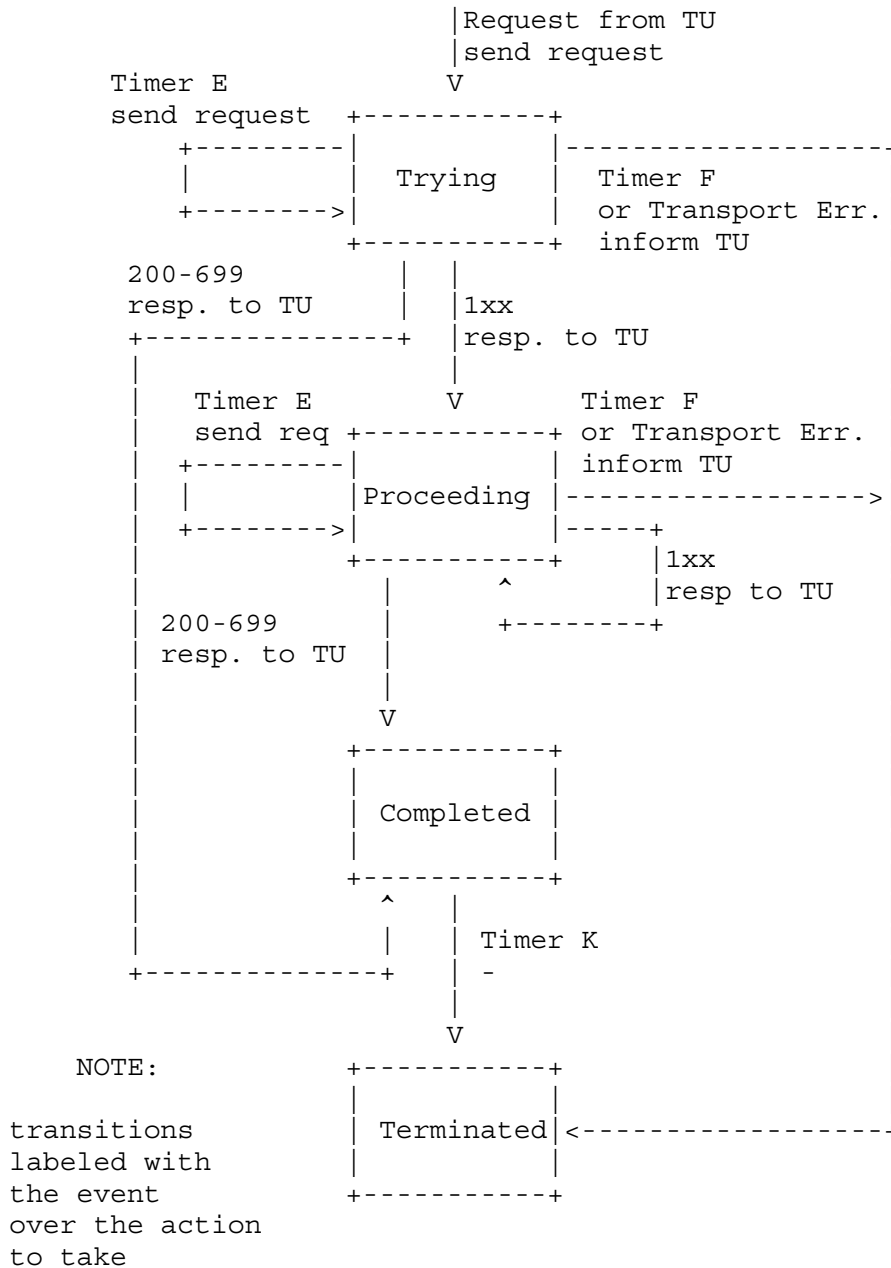 Request from TU
send request
Timer E
send request
Trying
Timer F
or Transport Err.
inform TU
200-699
resp. to TU
1xx
resp. to TU
Timer E
send req
Timer F
or Transport Err.
inform TU
Proceeding
1xx
resp to TU
200-699
resp. to TU
Completed
Timer K
-
NOTE:
transitions
labeled with
the event
over the action
to take
Terminated